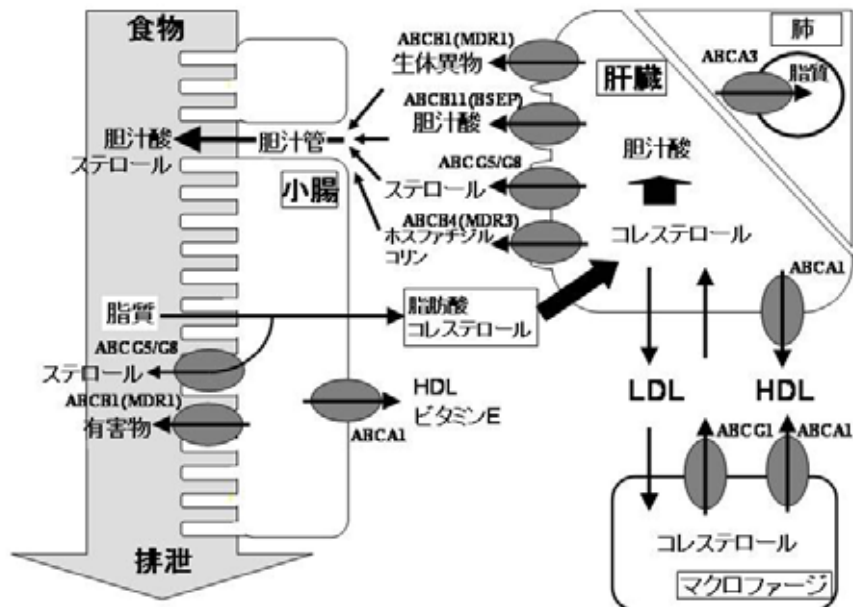 食物
ABCB1(MDR1)
生体異物
肝臓
肺
ABCA3
脂質
ABCB11(BSEP)
胆汁酸
胆汁酸
ステロール
胆汁管
胆汁酸
小腸
ABCG5/G8
ステロール
ABCB4(MDR3)
ホスファチジル
コリン
コレステロール
ABCA1
脂質
脂肪酸
コレステロール
ABCG5/G8
ステロール
ABCB1(MDR1)
有害物
HDL
ビタミンE
ABCA1
LDL
HDL
ABCG1
ABCA1
コレステロール
マクロファージ
排泄